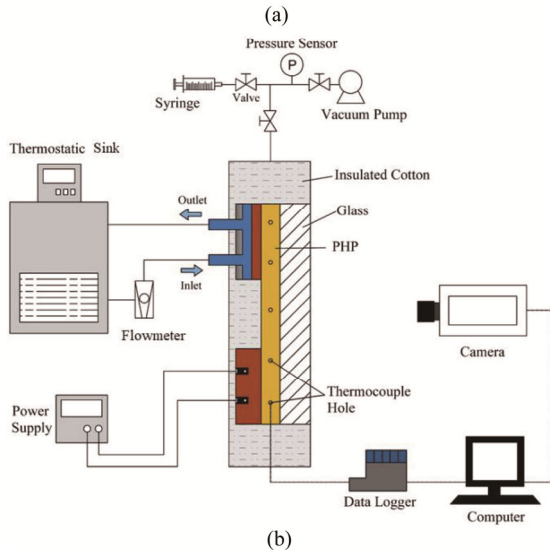 (a)
Pressure Sensor
P
Syringe
Valve
Vacuum Pump
Thermostatic Sink
Insulated Cotton
Outlet
Glass
PHP
Inlet
Flowmeter
Camera
Thermocouple
Hole
Power
Supply
Data Logger
Computer
(b)